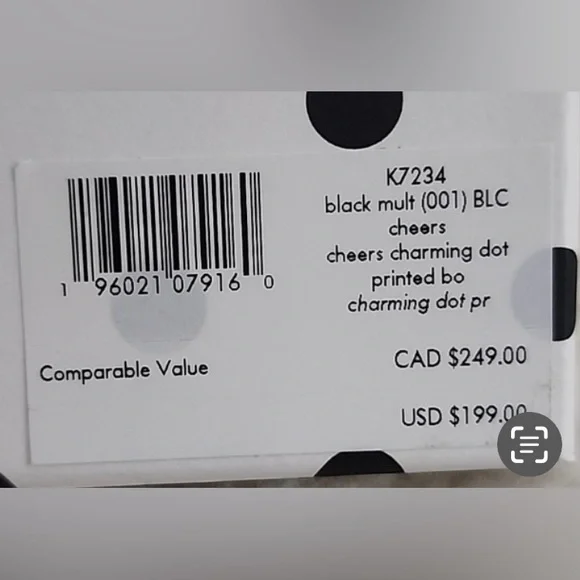 K7234
black mult (001) BLC
cheers
cheers charming dot
printed bo
charming dot pr
1 96021 07916 0
Comparable Value
CAD $249.00
USD $199.00